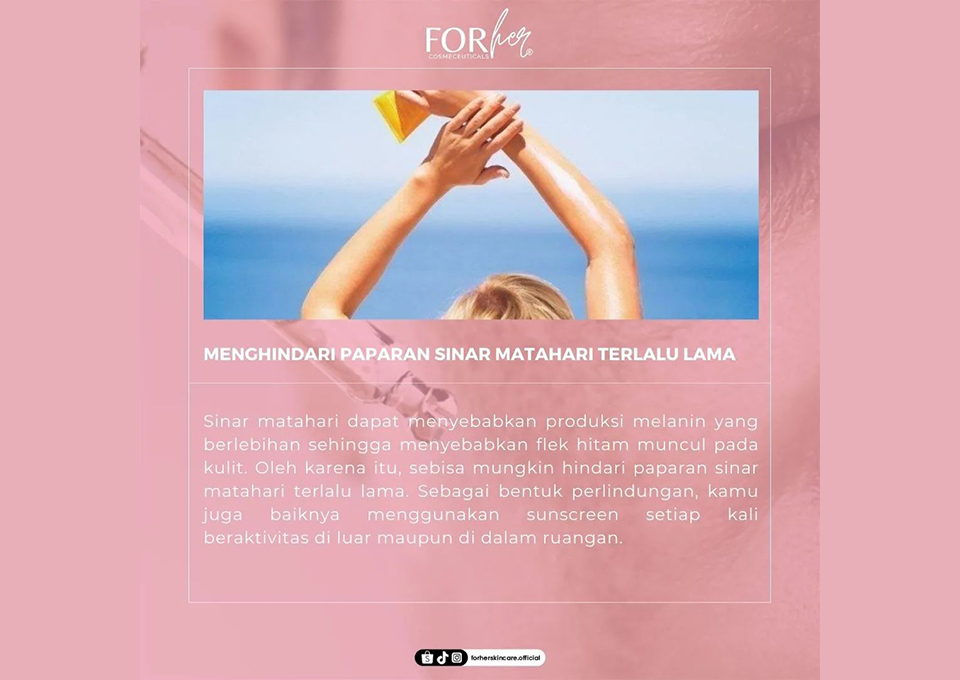 FORher®
COSMECEUTICALS
MENGHINDARI PAPARAN SINAR MATAHARI TERLALU LAMA
Sinar matahari dapat menyebabkan produksi melanin yang
berlebihan sehingga menyebabkan flek hitam muncul pada
kulit. Oleh karena itu, sebisa mungkin hindari paparan sinar
matahari terlalu lama. Sebagai bentuk perlindungan, kamu
juga baiknya menggunakan sunscreen setiap kali
beraktivitas di luar maupun di dalam ruangan.
forherskincare.official